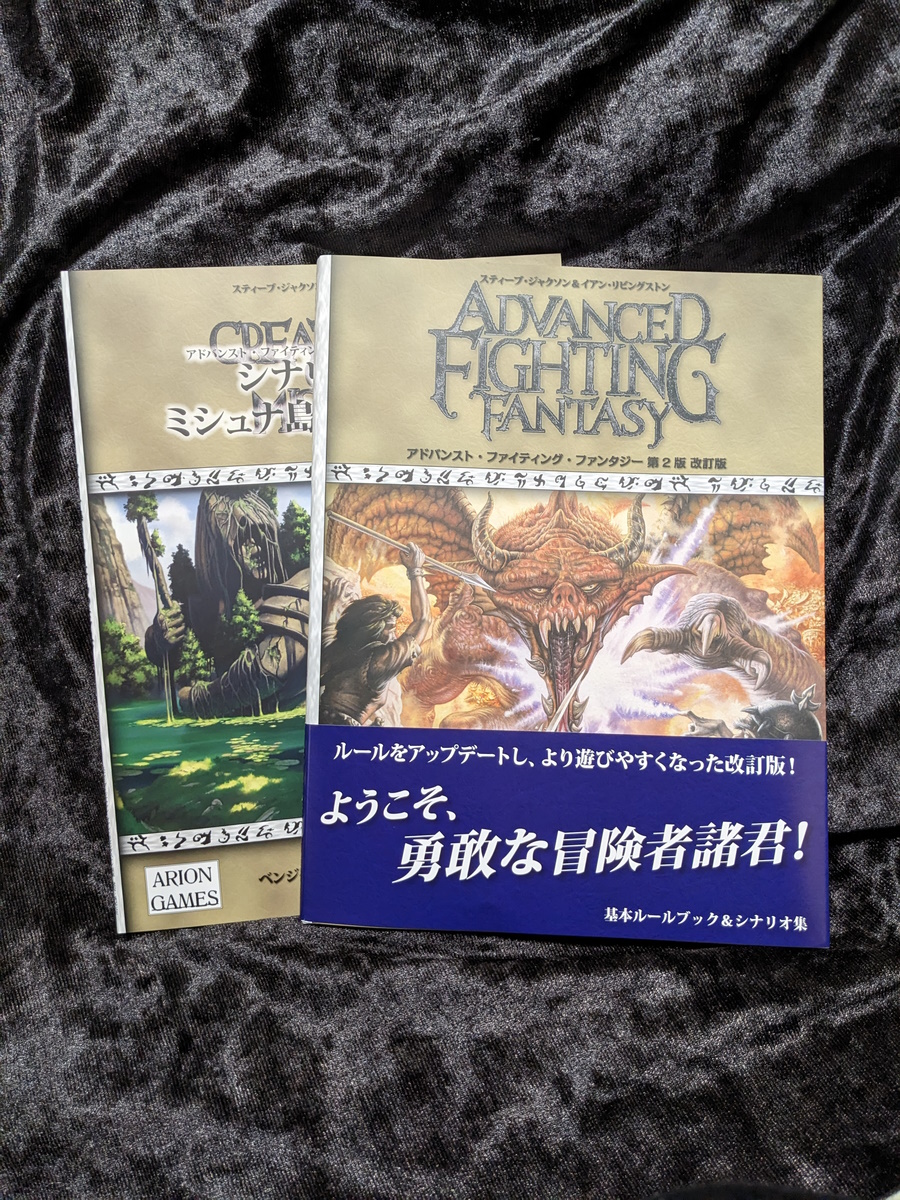 スティーブ・ジャクソン
CREA
アドバンスト・ファイティン
シナリ
ミシュナ島
ARION
GAMES
ベンジ
スティーブ・ジャクソン＆イアン・リビングストン
ADVANCED
FIGHTING
FANTASY
アドバンスト・ファイティング・ファンタジー 第2版 改訂版
ルールをアップデートし、より遊びやすくなった改訂版！
ようこそ、
勇敢な冒険者諸君！
基本ルールブック＆シナリオ集